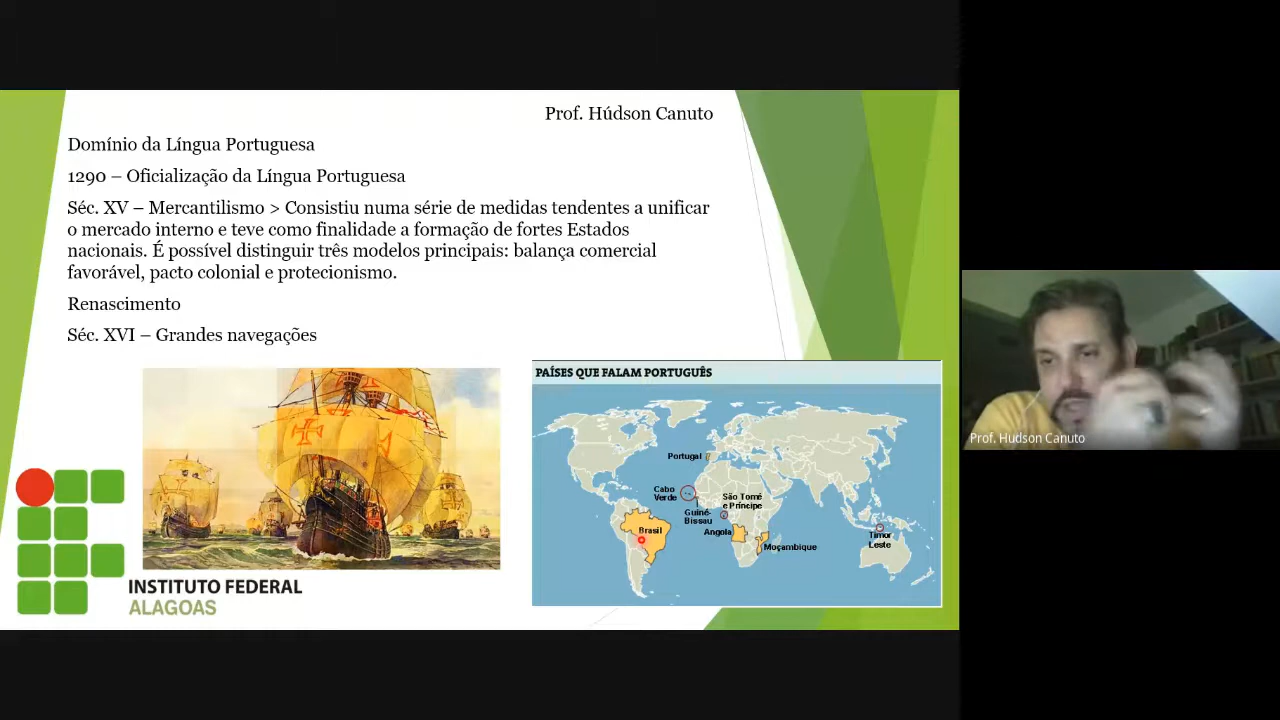 Prof. Húdson Canuto
Domínio da Língua Portuguesa
1290 – Oficialização da Língua Portuguesa
Séc. XV – Mercantilismo > Consistiu numa série de medidas tendentes a unificar
o mercado interno e teve como finalidade a formação de fortes Estados
nacionais. É possível distinguir três modelos principais: balança comercial
favorável, pacto colonial e protecionismo.
Renascimento
Séc. XVI – Grandes navegações
PAÍSES QUE FALAM PORTUGUÊS
Portugal
Cabo
Verde
São Tomé
e Príncipe
Guiné-
Bissau
Angola
Brasil
Moçambique
Timor
Leste
INSTITUTO FEDERAL
ALAGOAS
Prof. Hudson Canuto